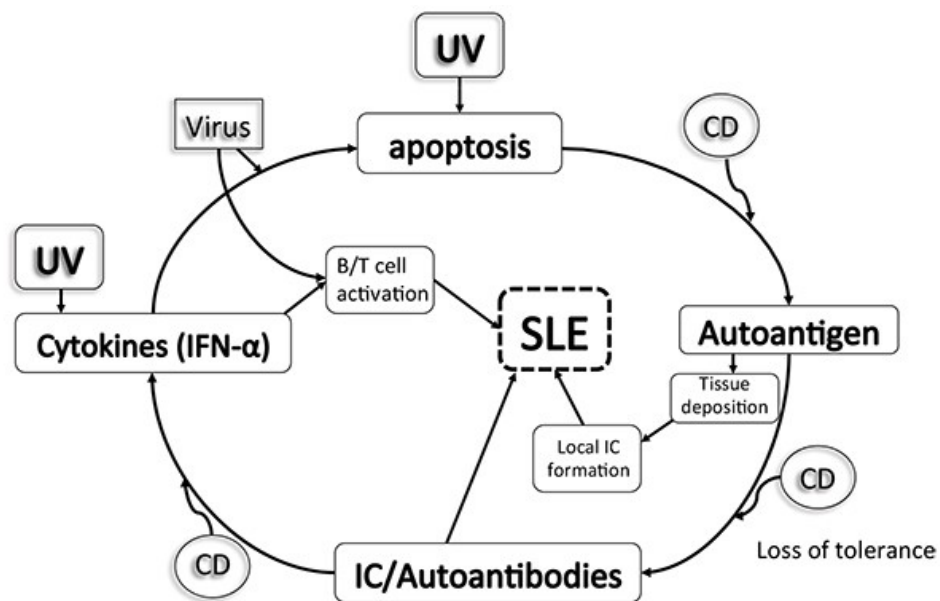 UV
Virus
apoptosis
CD
UV
B/T cell
activation
SLE
Cytokines (IFN-α)
Autoantigen
Tissue
deposition
Local IC
formation
CD
Loss of tolerance
CD
IC/Autoantibodies